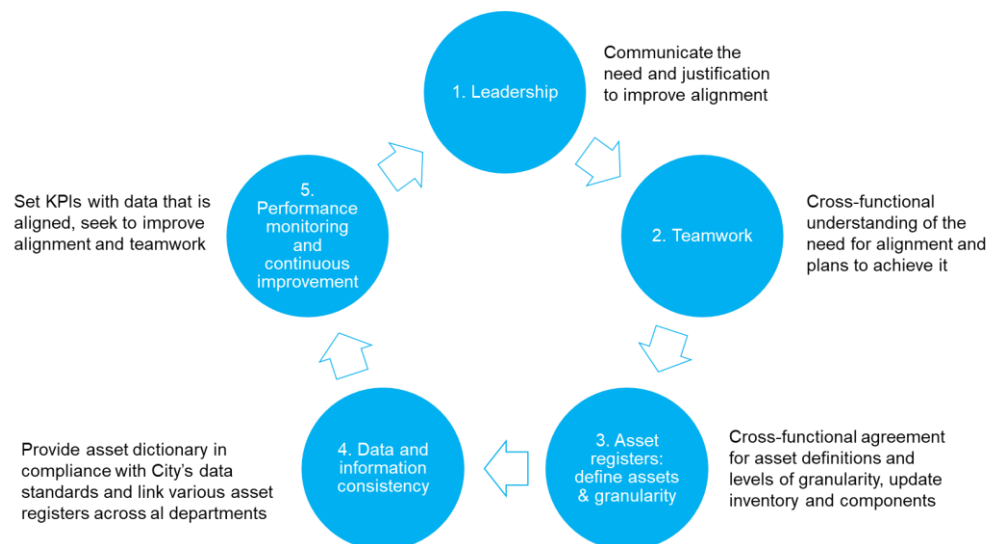 1. Leadership
Communicate the
need and justification
to improve alignment
2. Teamwork
Cross-functional
understanding of the
need for alignment and
plans to achieve it
3. Asset
registers:
define assets
& granularity
Cross-functional agreement
for asset definitions and
levels of granularity, update
inventory and components
4. Data and
information
consistency
Provide asset dictionary in
compliance with City's data
standards and link various asset
registers across al departments
5.
Performance
monitoring
and
continuous
improvement
Set KPIs with data that is
aligned, seek to improve
alignment and teamwork